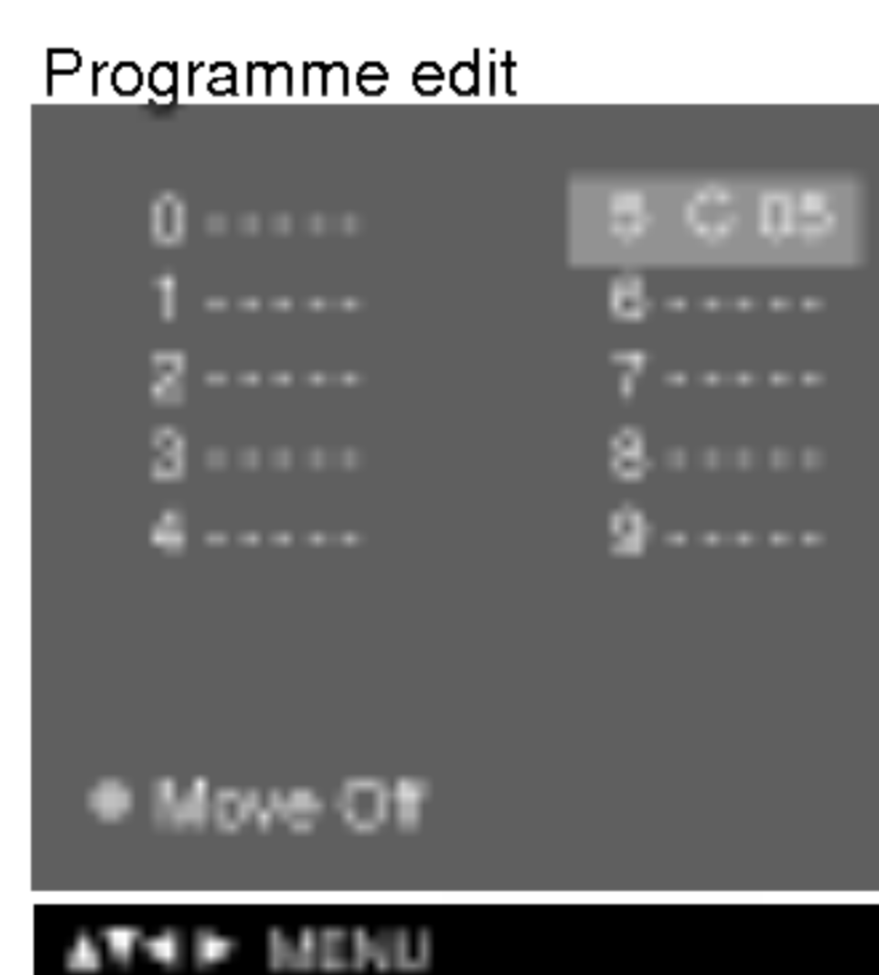 Programme edit
0 ----- 5 C 05
1 ----- 6 -----
2 ----- 7 -----
3 ----- 8 -----
4 ----- 9 -----
Move Off
▲▼◄ ► MENU